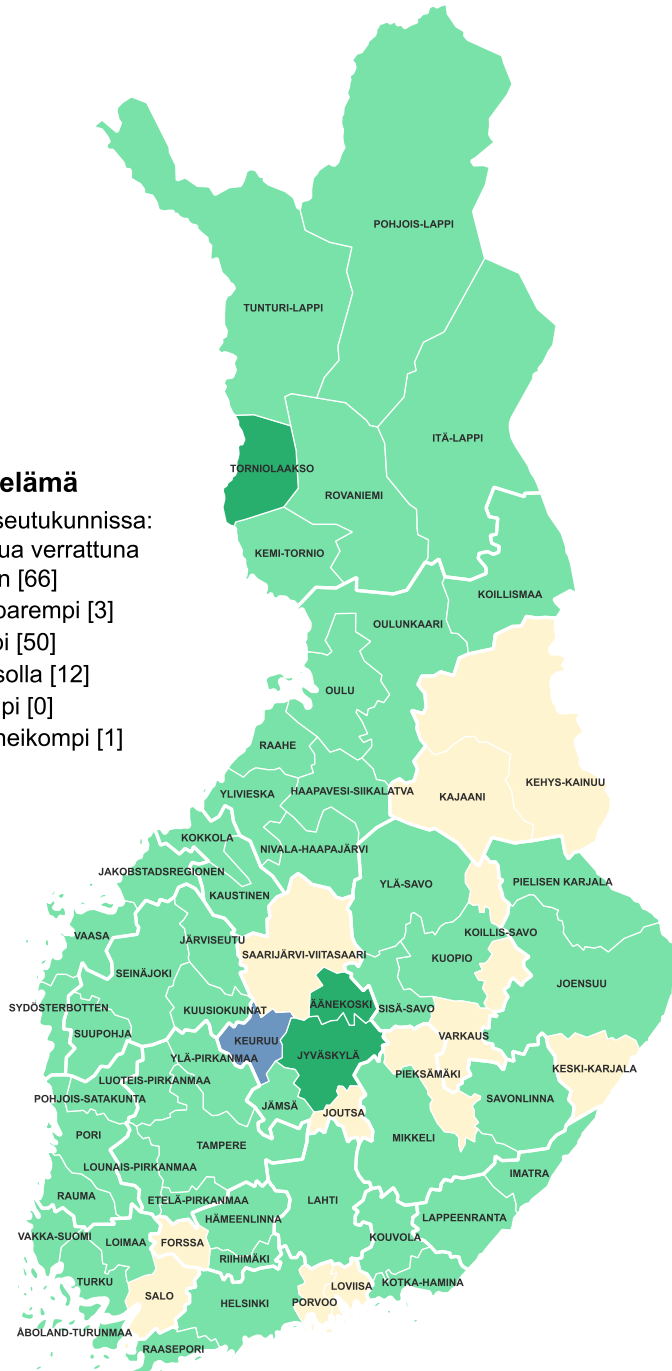 POHJOIS-LAPPI
TUNTURI-LAPPI
ITÄ-LAPPI
TORNIOLAAKSO
elämä
ROVANIEMI
seutukunnissa:
ua verrattuna
KEMI-TORNIO
n [66]
KOILLISMAA
parempi [3]
OULUNKAARI
pi [50]
solla [12]
OULU
pi [0]
neikompi [1]
RAAHE
KEHYS-KAINUU
HAAPAVESI-SIIKALATVA
YLIVIESKA
KAJAANI
KOKKOLA
NIVALA-HAAPAJÄRVI
JAKOBSTADSREGIONEN
YLÄ-SAVO
PIELISEN KARJALA
KAUSTINEN
KOILLIS-SAVO
VAASA
JÄRVISEUTU
SAARIJÄRVI-VIITASAARI
KUOPIO
SEINÄJOKI
JOENSUU
ÄÄNEKOSKI
SYDÖSTERBOTTEN
KUUSIOKUNNAT
SISÄ-SAVO
SUUPOHJA
VARKAUS
KEURUU
JYVÄSKYLÄ
YLÄ-PIRKANMAA
KESKI-KARJALA
PIEKSÄMÄKI
LUOTEIS-PIRKANMAA
POHJOIS-SATAKUNTA
SAVONLINNA
JÄMSÄ
JOUTSA
PORI
MIKKELI
TAMPERE
LOUNAIS-PIRKANMAA
IMATRA
RAUMA
ETELÄ-PIRKANMAA
LAHTI
HÄMEENLINNA
LAPPEENRANTA
VAKKA-SUOMI
KOUVOLA
LOIMAA
FORSSA
RIIHIMÄKI
TURKU
KOTKA-HAMINA
LOVIISA
SALO
HELSINKI
PORVOO
ÅBOLAND-TURUNMAA
RAASEPORI